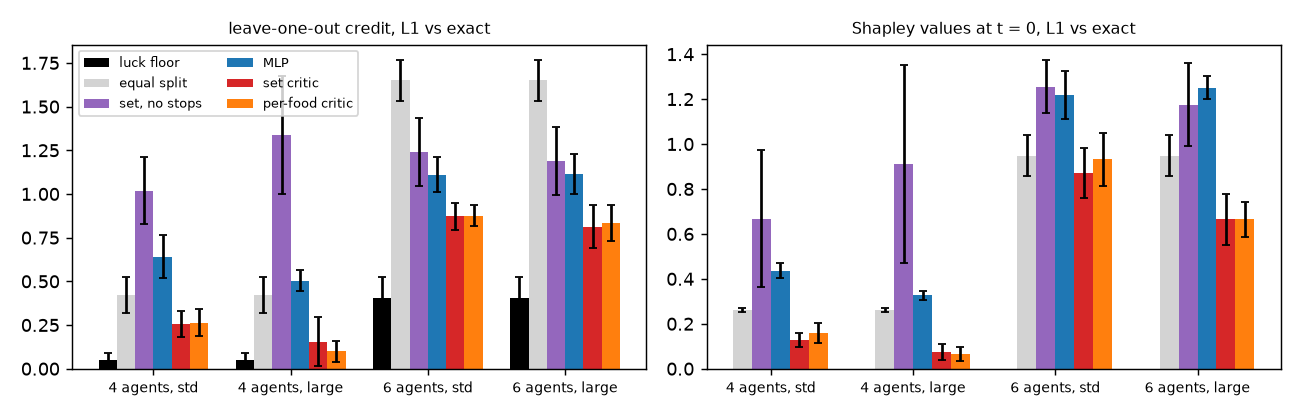 leave-one-out credit, L1 vs exact
luck floor
equal split
set, no stops
MLP
set critic
per-food critic
1.75
1.50
1.25
1.00
0.75
0.50
0.25
0.00
4 agents, std
4 agents, large
6 agents, std
6 agents, large
Shapley values at t = 0, L1 vs exact
1.4
1.2
1.0
0.8
0.6
0.4
0.2
0.0
4 agents, std
4 agents, large
6 agents, std
6 agents, large